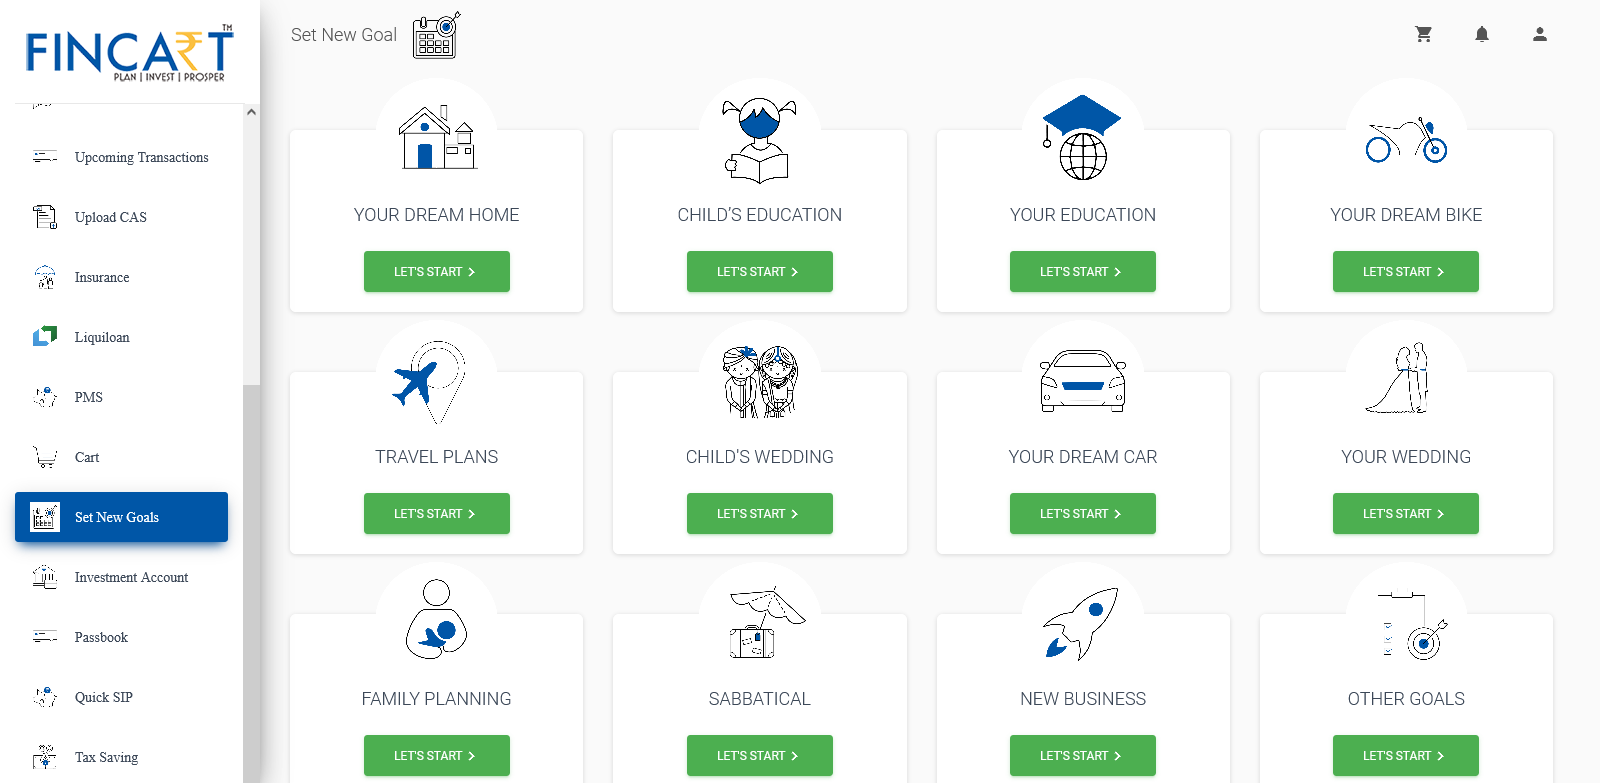 FINCART
TM
PLAN | INVEST | PROSPER
Upcoming Transactions
Upload CAS
Insurance
Liquiloan
PMS
Cart
Set New Goals
Investment Account
Passbook
Quick SIP
Tax Saving
Set New Goal
YOUR DREAM HOME
LET'S START
CHILD'S EDUCATION
LET'S START
YOUR EDUCATION
LET'S START
YOUR DREAM BIKE
LET'S START
TRAVEL PLANS
LET'S START
CHILD'S WEDDING
LET'S START
YOUR DREAM CAR
LET'S START
YOUR WEDDING
LET'S START
FAMILY PLANNING
LET'S START
SABBATICAL
LET'S START
NEW BUSINESS
LET'S START
OTHER GOALS
LET'S START